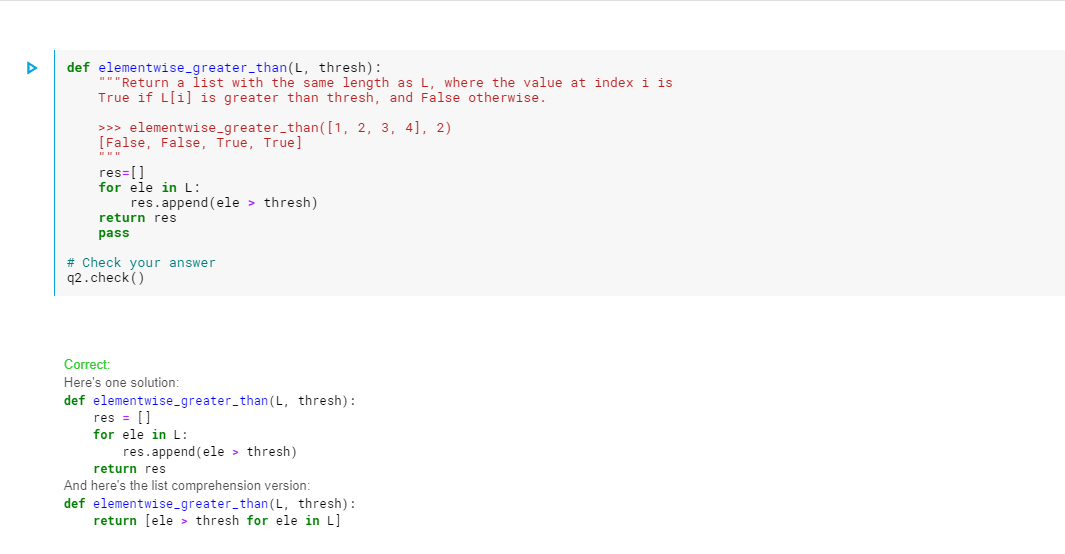 def elementwise_greater_than(L, thresh):
    """Return a list with the same length as L, where the value at index i is
    True if L[i] is greater than thresh, and False otherwise.
    >>> elementwise_greater_than([1, 2, 3, 4], 2)
    [False, False, True, True]
    """
    res=[]
    for ele in L:
        res.append(ele > thresh)
    return res
    pass
# Check your answer
q2.check()
Correct:
Here's one solution:
def elementwise_greater_than(L, thresh):
    res = []
    for ele in L:
        res.append(ele > thresh)
    return res
And here's the list comprehension version:
def elementwise_greater_than(L, thresh):
    return [ele > thresh for ele in L]